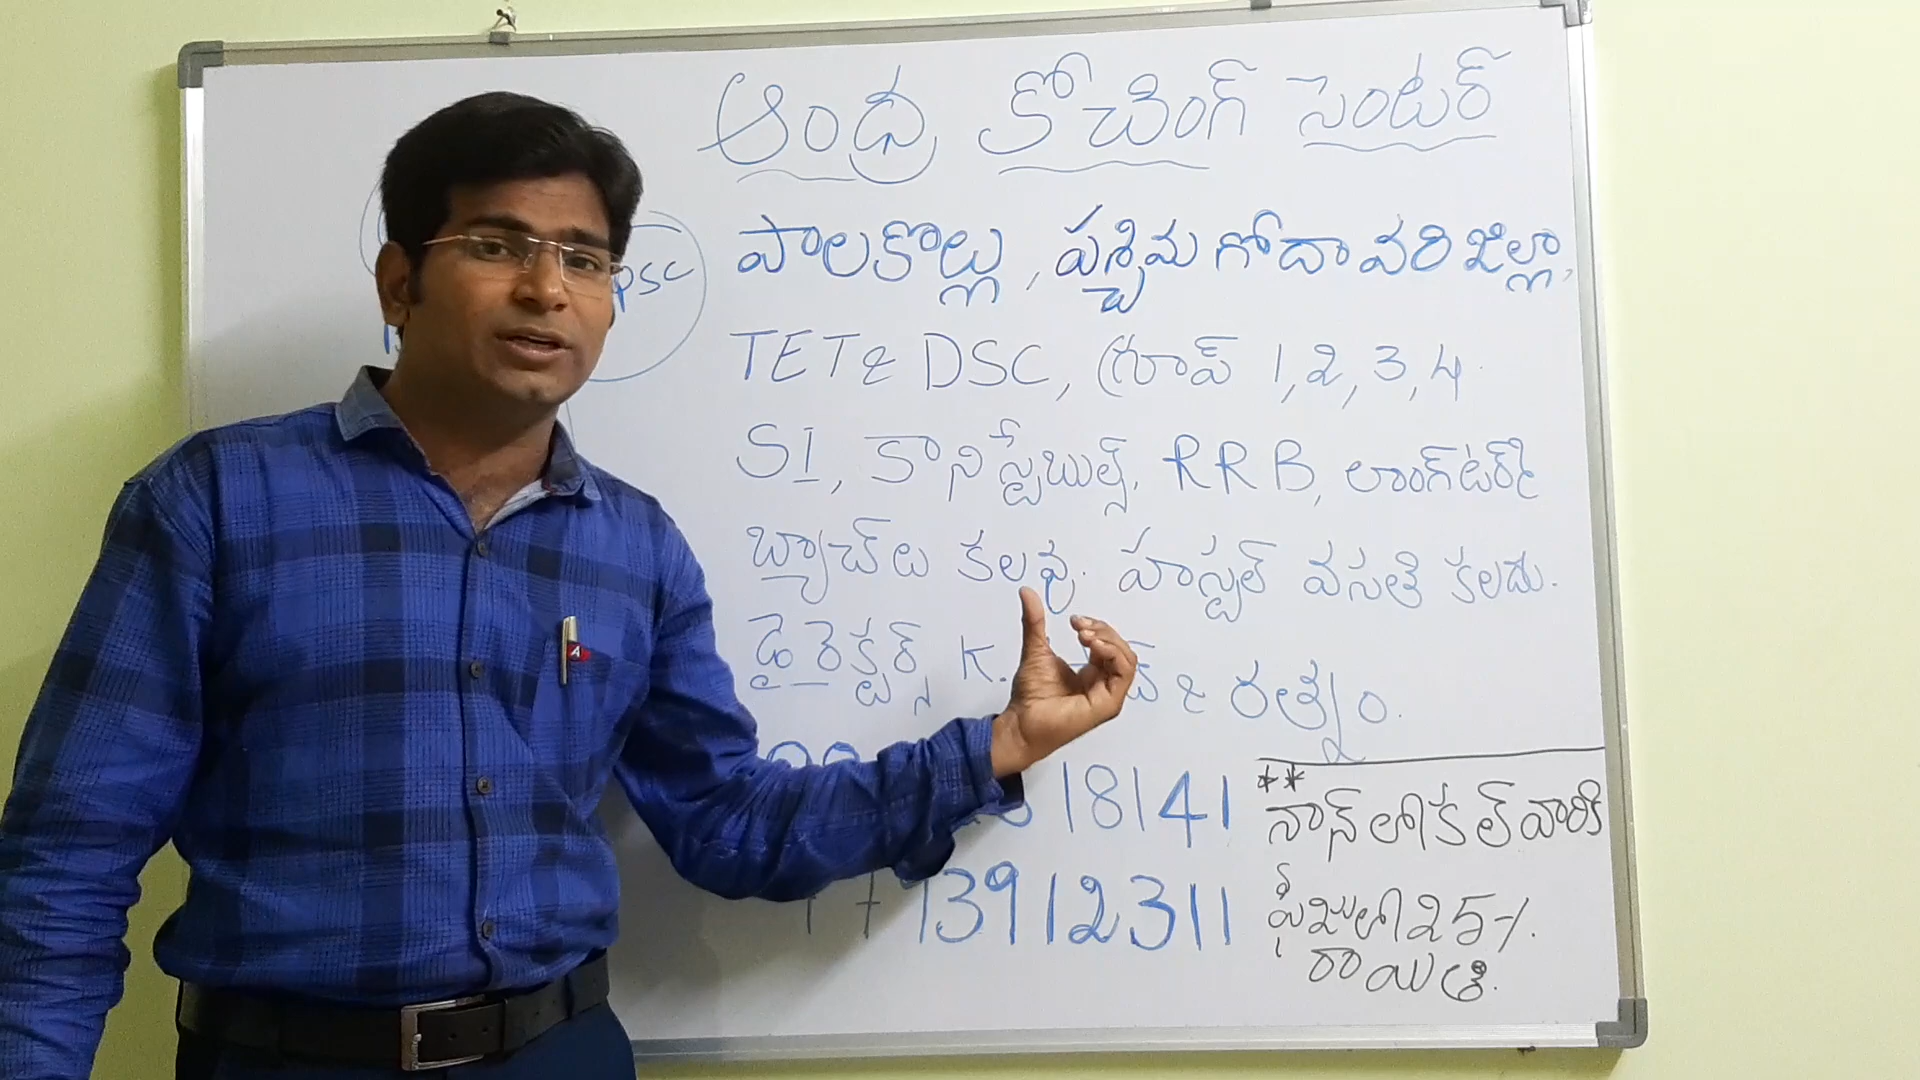 ఆంధ్ర కోచింగ్ సెంటర్
పాలకొల్లు, పశ్చిమ గోదావరి జిల్లా,
TET & DSC, గ్రూప్ 1,2,3,4
SI, కానిస్టేబుల్స్, RRB, లాంగ్‌టర్మ్
బ్యాచ్‌లు కలవు. హాస్టల్ వసతి కలదు.
డైరెక్టర్స్ K. & రత్నం.
18141
13912311
** నాన్ లోకల్ వారికి
ఫీజులో 25%
రాయితీ.
PSC
A